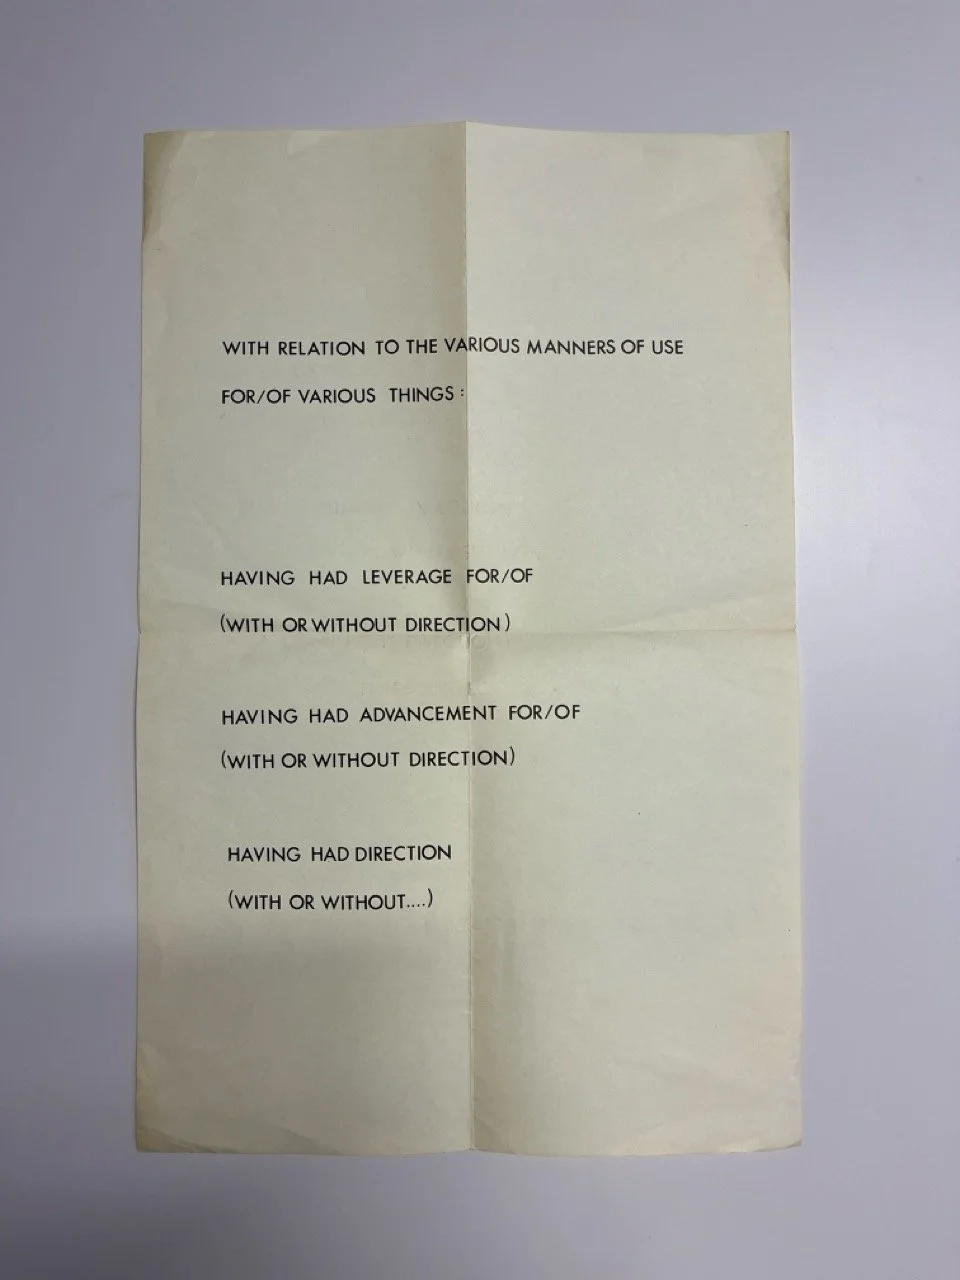 WITH RELATION TO THE VARIOUS MANNERS OF USE
FOR/OF VARIOUS THINGS:
HAVING HAD LEVERAGE FOR/OF
(WITH OR WITHOUT DIRECTION)
HAVING HAD ADVANCEMENT FOR/OF
(WITH OR WITHOUT DIRECTION)
HAVING HAD DIRECTION
(WITH OR WITHOUT....)